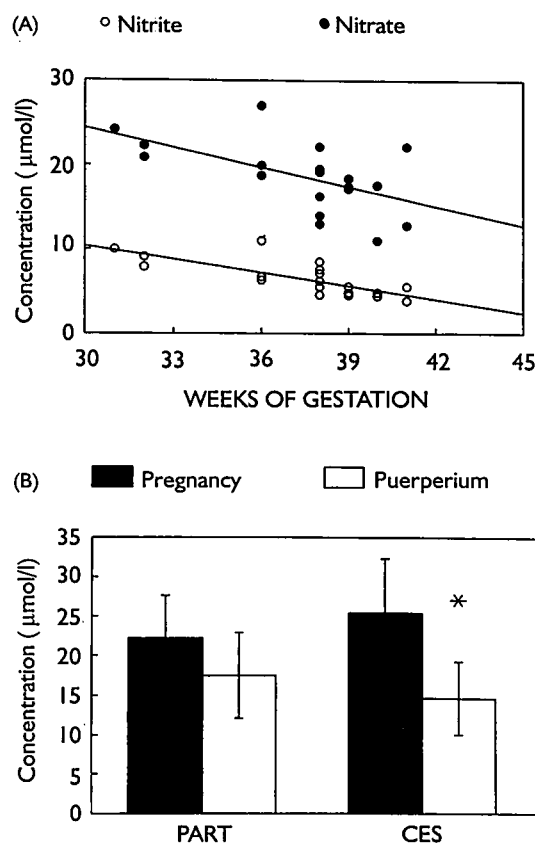 (A)
○ Nitrite ● Nitrate
Concentration (μmol/l)
30
20
10
0
30 33 36 39 42 45
WEEKS OF GESTATION
(B)
Pregnancy Puerperium
Concentration (μmol/l)
35
30
25
20
15
10
5
0
*
PART CES